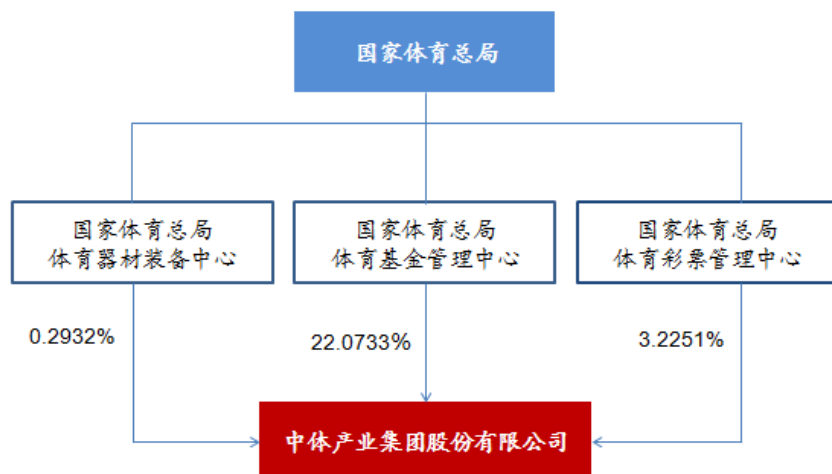 国家体育总局
国家体育总局
体育器材装备中心
国家体育总局
体育基金管理中心
国家体育总局
体育彩票管理中心
0.2932%
22.0733%
3.2251%
中体产业集团股份有限公司